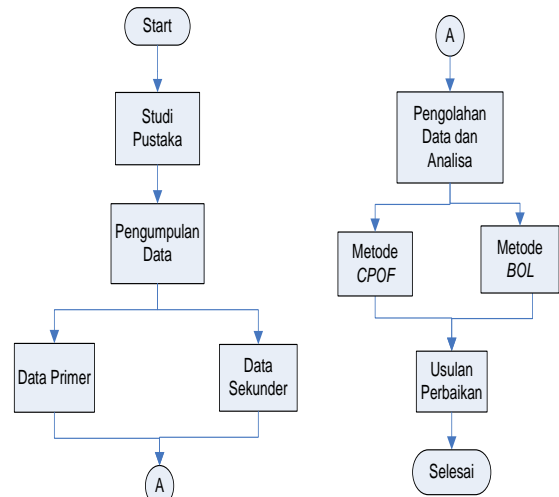 Start
Studi
Pustaka
Pengumpulan
Data
Data Primer
Data
Sekunder
A
A
Pengolahan
Data dan
Analisa
Metode
CPOF
Metode
BOL
Usulan
Perbaikan
Selesai